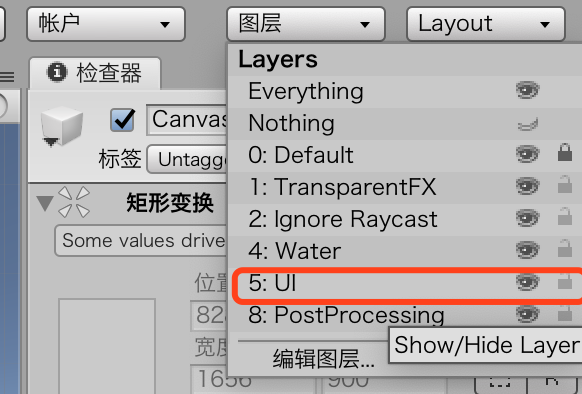 帐户
图层
Layout
检查器
Layers
Everything
Nothing
0: Default
1: TransparentFX
2: Ignore Raycast
4: Water
5: UI
8: PostProcessing
编辑图层...
Show/Hide Layer
Canvas
标签
Untagge
矩形变换
Some values drive
位置
82
宽度
1656
900
R